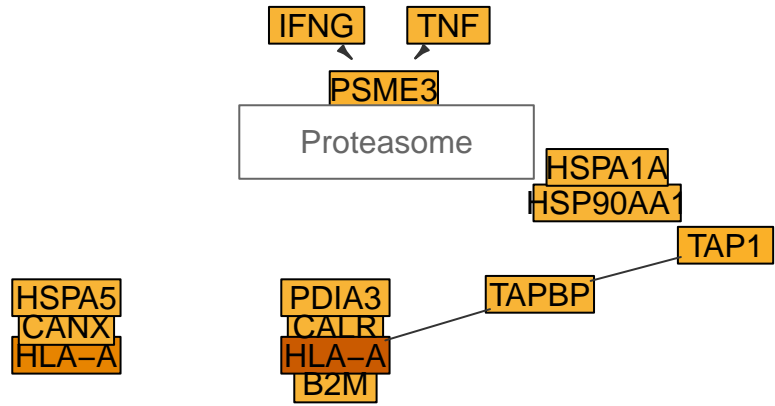 IFNG TNF
PSME3
Proteasome
HSPA1A
HSP90AA1
TAP1
HSPA5 PDIA3 TAPBP
CANX CALR
HLA−A HLA−A
B2M